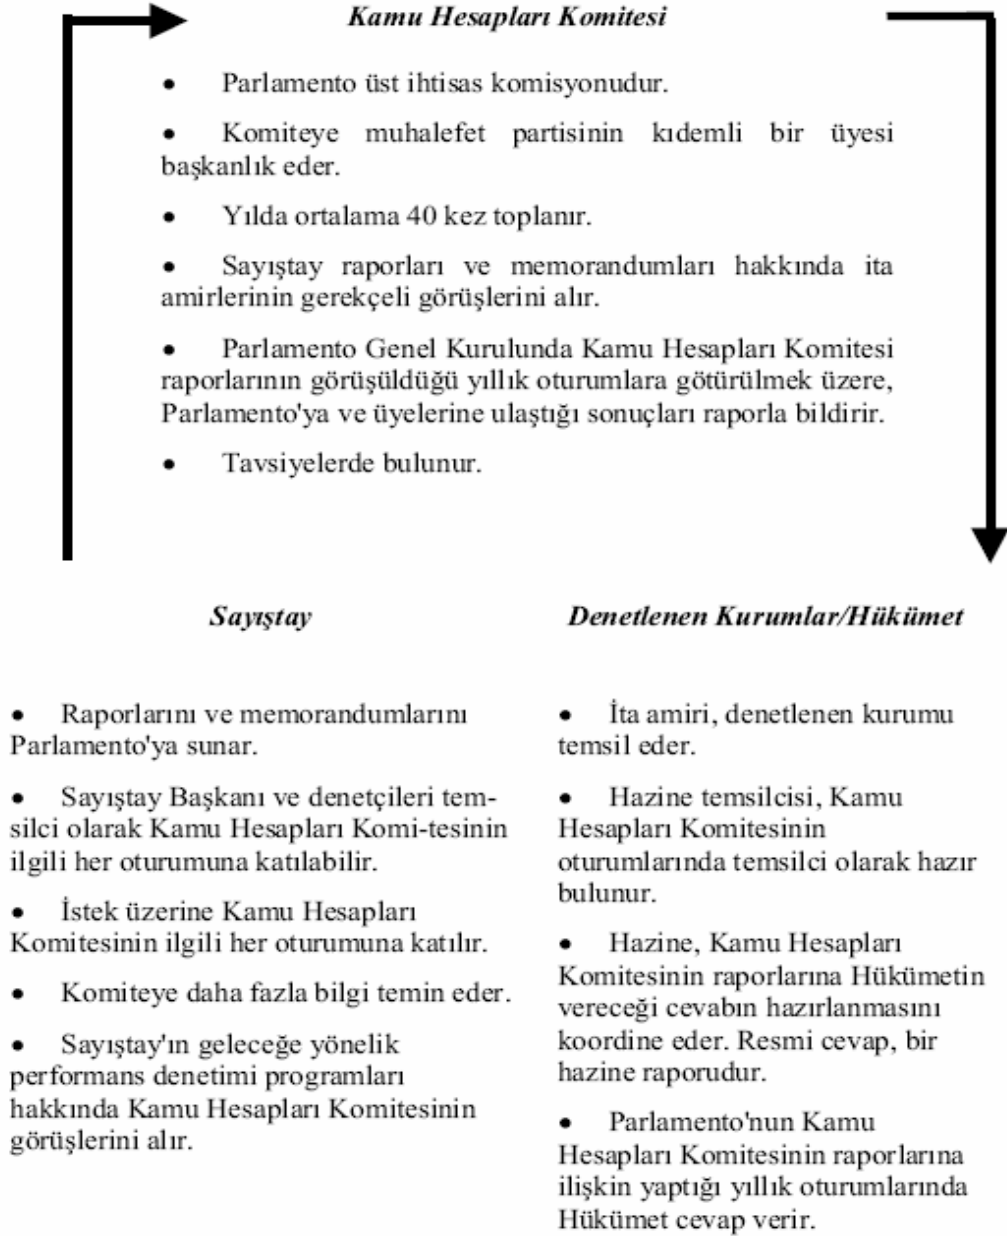 Kamu Hesapları Komitesi
• Parlamento üst ihtisas komisyonudur.
• Komiteye muhalefet partisinin kıdemli bir üyesi
başkanlık eder.
• Yılda ortalama 40 kez toplanır.
• Sayıştay raporları ve memorandumları hakkında ita
amirlerinin gerekçeli görüşlerini alır.
• Parlamento Genel Kurulunda Kamu Hesapları Komitesi
raporlarının görüşüldüğü yıllık oturumlara götürülmek üzere,
Parlamento'ya ve üyelerine ulaştığı sonuçları raporla bildirir.
• Tavsiyelerde bulunur.
Sayıştay
• Raporlarını ve memorandumlarını
Parlamento'ya sunar.
• Sayıştay Başkanı ve denetçileri tem-
silci olarak Kamu Hesapları Komi-tesinin
ilgili her oturumuna katılabilir.
• İstek üzerine Kamu Hesapları
Komitesinin ilgili her oturumuna katılır.
• Komiteye daha fazla bilgi temin eder.
• Sayıştay'ın geleceğe yönelik
performans denetimi programları
hakkında Kamu Hesapları Komitesinin
görüşlerini alır.
Denetlenen Kurumlar/Hükümet
• İta amiri, denetlenen kurumu
temsil eder.
• Hazine temsilcisi, Kamu
Hesapları Komitesinin
oturumlarında temsilci olarak hazır
bulunur.
• Hazine, Kamu Hesapları
Komitesinin raporlarına Hükümetin
vereceği cevabın hazırlanmasını
koordine eder. Resmi cevap, bir
hazine raporudur.
• Parlamento'nun Kamu
Hesapları Komitesinin raporlarına
ilişkin yaptığı yıllık oturumlarında
Hükümet cevap verir.